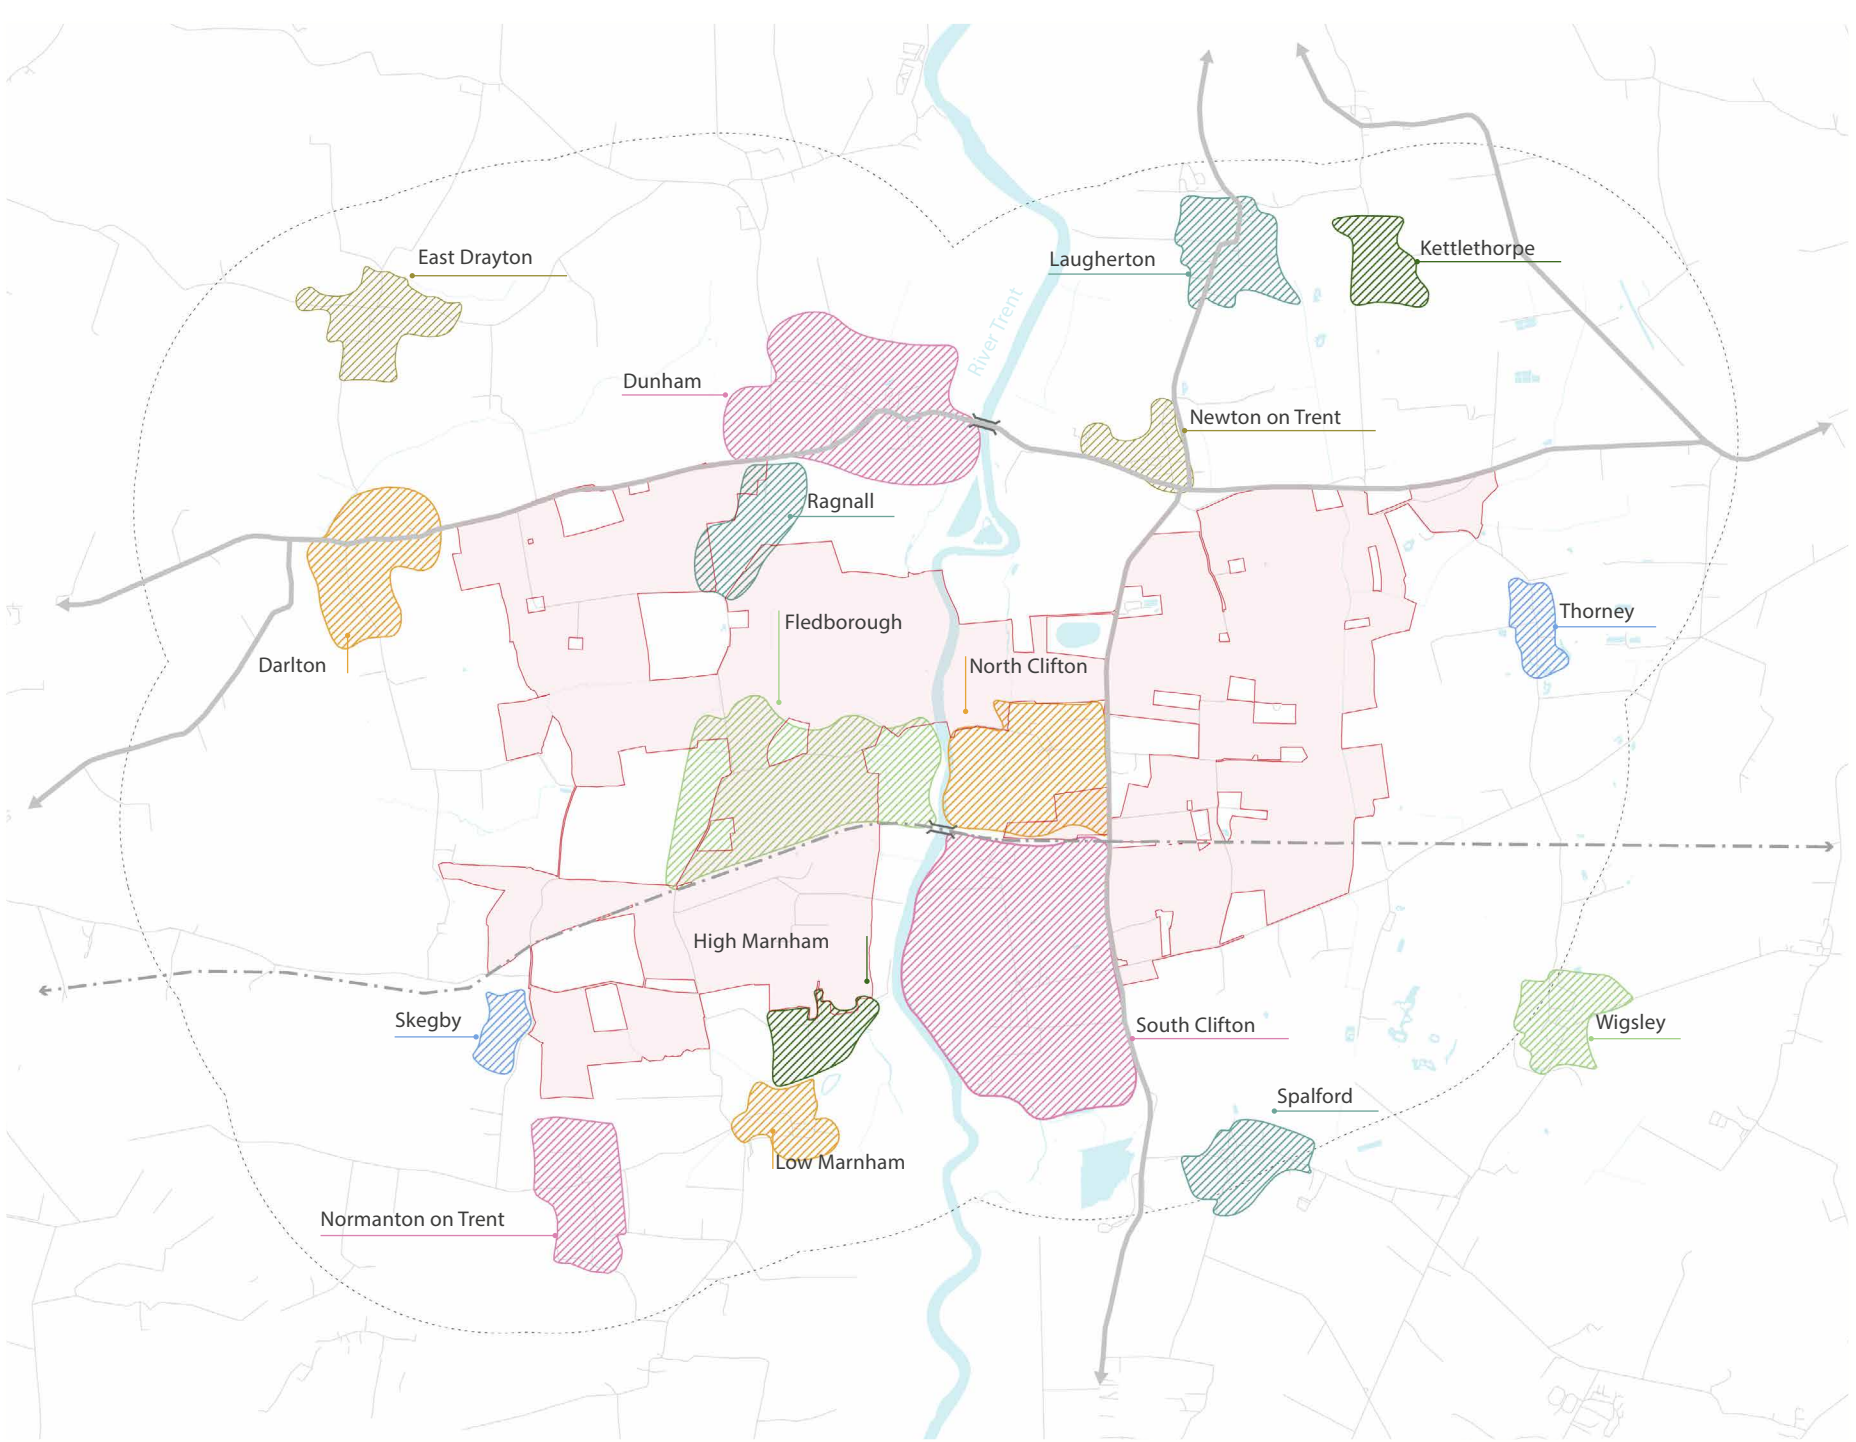 East Drayton
Laugherton
Kettlethorpe
River Trent
Dunham
Newton on Trent
Ragnall
Thorney
Fledborough
Darlton
North Clifton
High Marnham
Skegby
South Clifton
Wigsley
Spalford
Low Marnham
Normanton on Trent